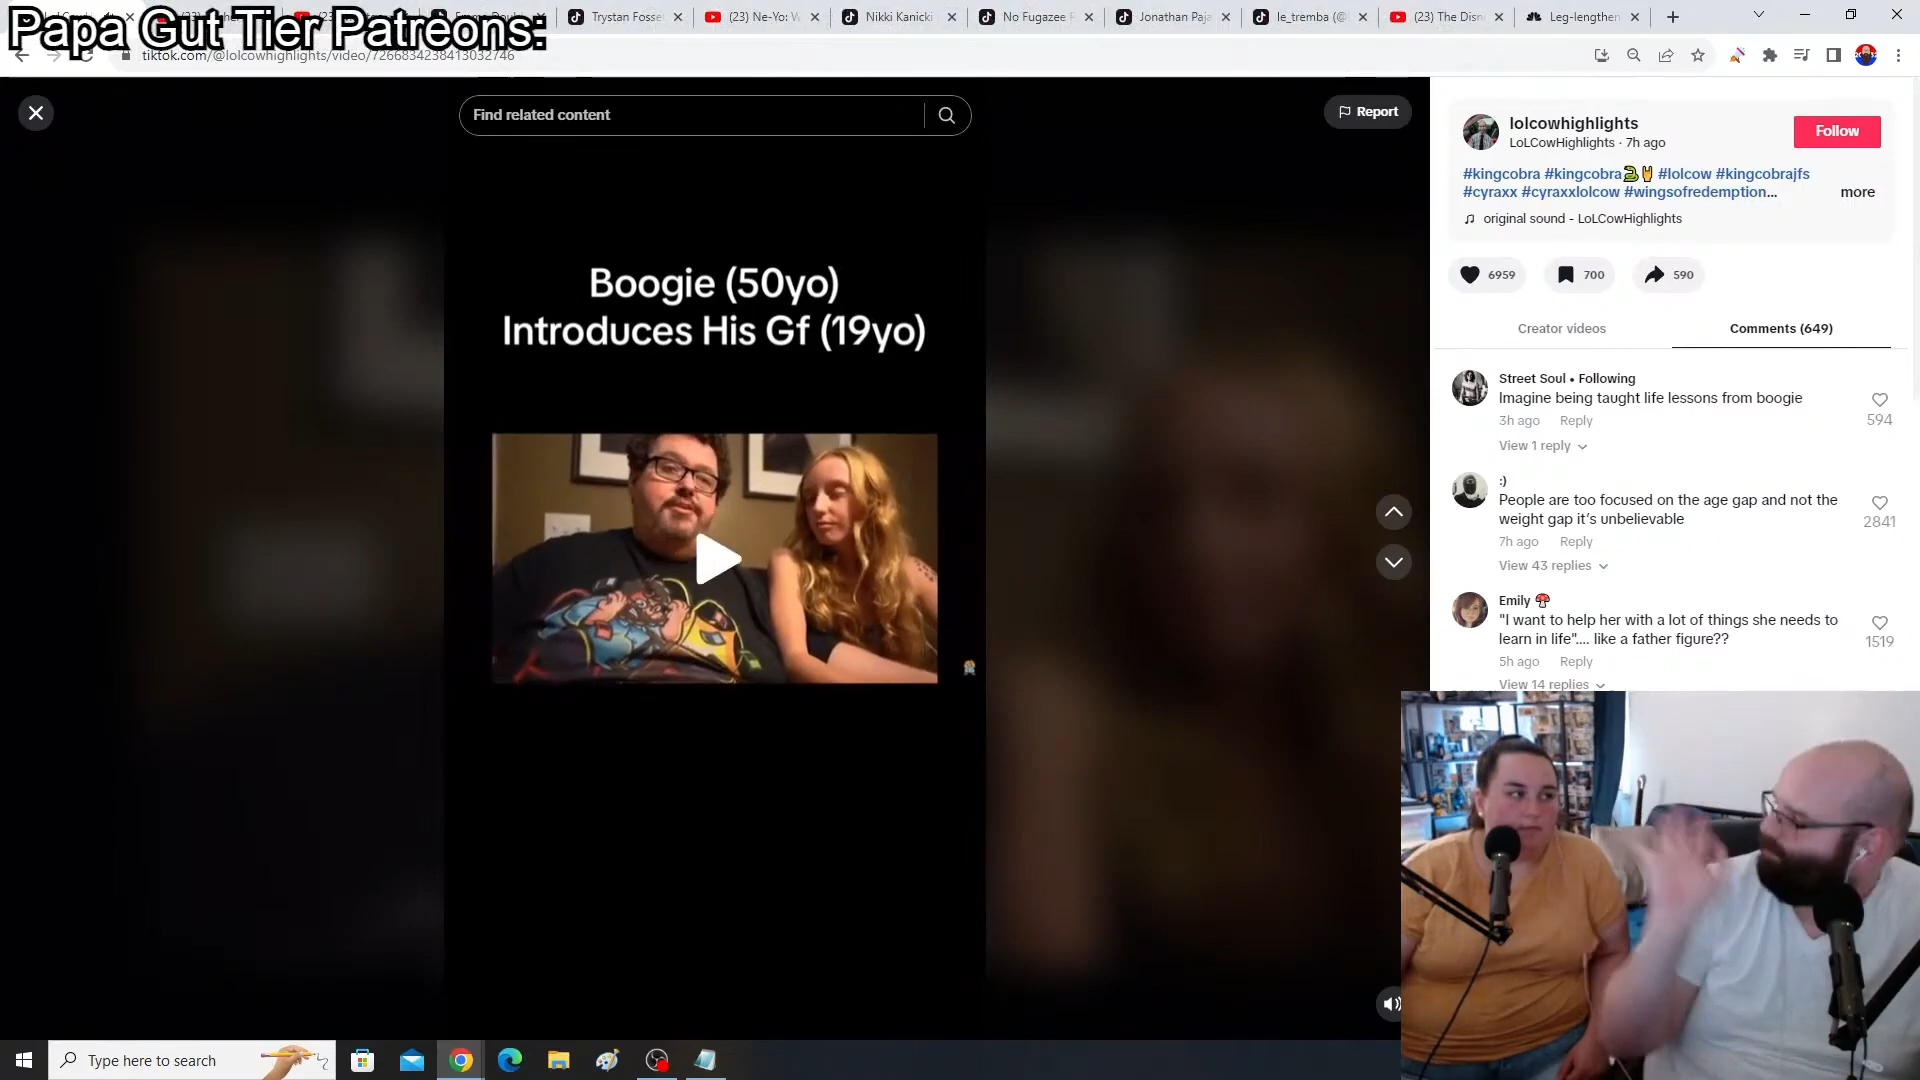 Papa Gut Tier Patreons:
Trystan Fosse
(23) Ne-Yo: W
Nikki Kanicki
No Fugazee
Jonathan Paja
le_tremba (@
(23) The Disn
Leg-lengthen
tiktok.com/@lolcowhighlights/video/7266834238413032746
Find related content
Report
lolcowhighlights
LoLCowHighlights · 7h ago
Follow
#kingcobra #kingcobra🐍🤘 #lolcow #kingcobrajfs
#cyraxx #cyraxxlolcow #wingsofredemption...
more
original sound - LoLCowHighlights
6959
700
590
Creator videos
Comments (649)
Boogie (50yo)
Introduces His Gf (19yo)
Street Soul • Following
Imagine being taught life lessons from boogie
3h ago Reply
594
View 1 reply
:)
People are too focused on the age gap and not the
weight gap it’s unbelievable
2841
7h ago Reply
View 43 replies
Emily 🍄
"I want to help her with a lot of things she needs to
learn in life".... like a father figure??
1519
5h ago Reply
View 14 replies
Type here to search